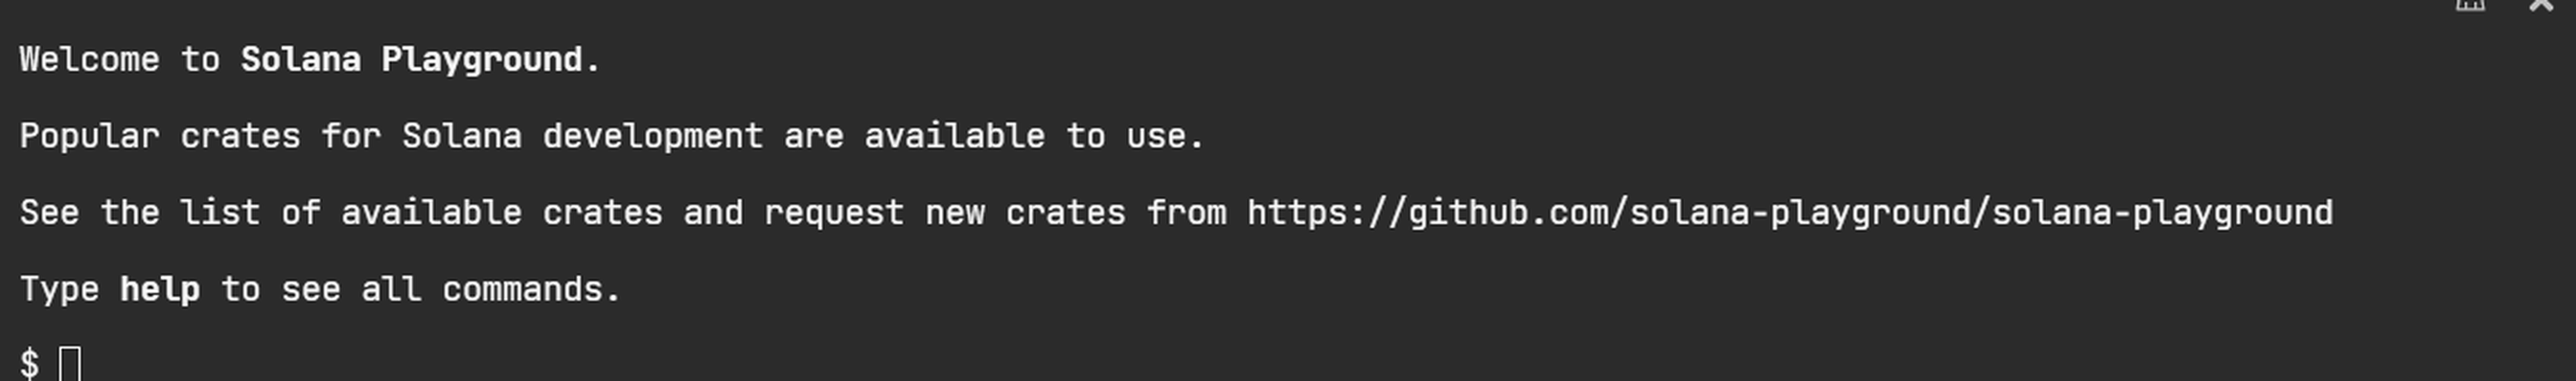 Welcome to Solana Playground.
Popular crates for Solana development are available to use.
See the list of available crates and request new crates from https://github.com/solana-playground/solana-playground
Type help to see all commands.
$